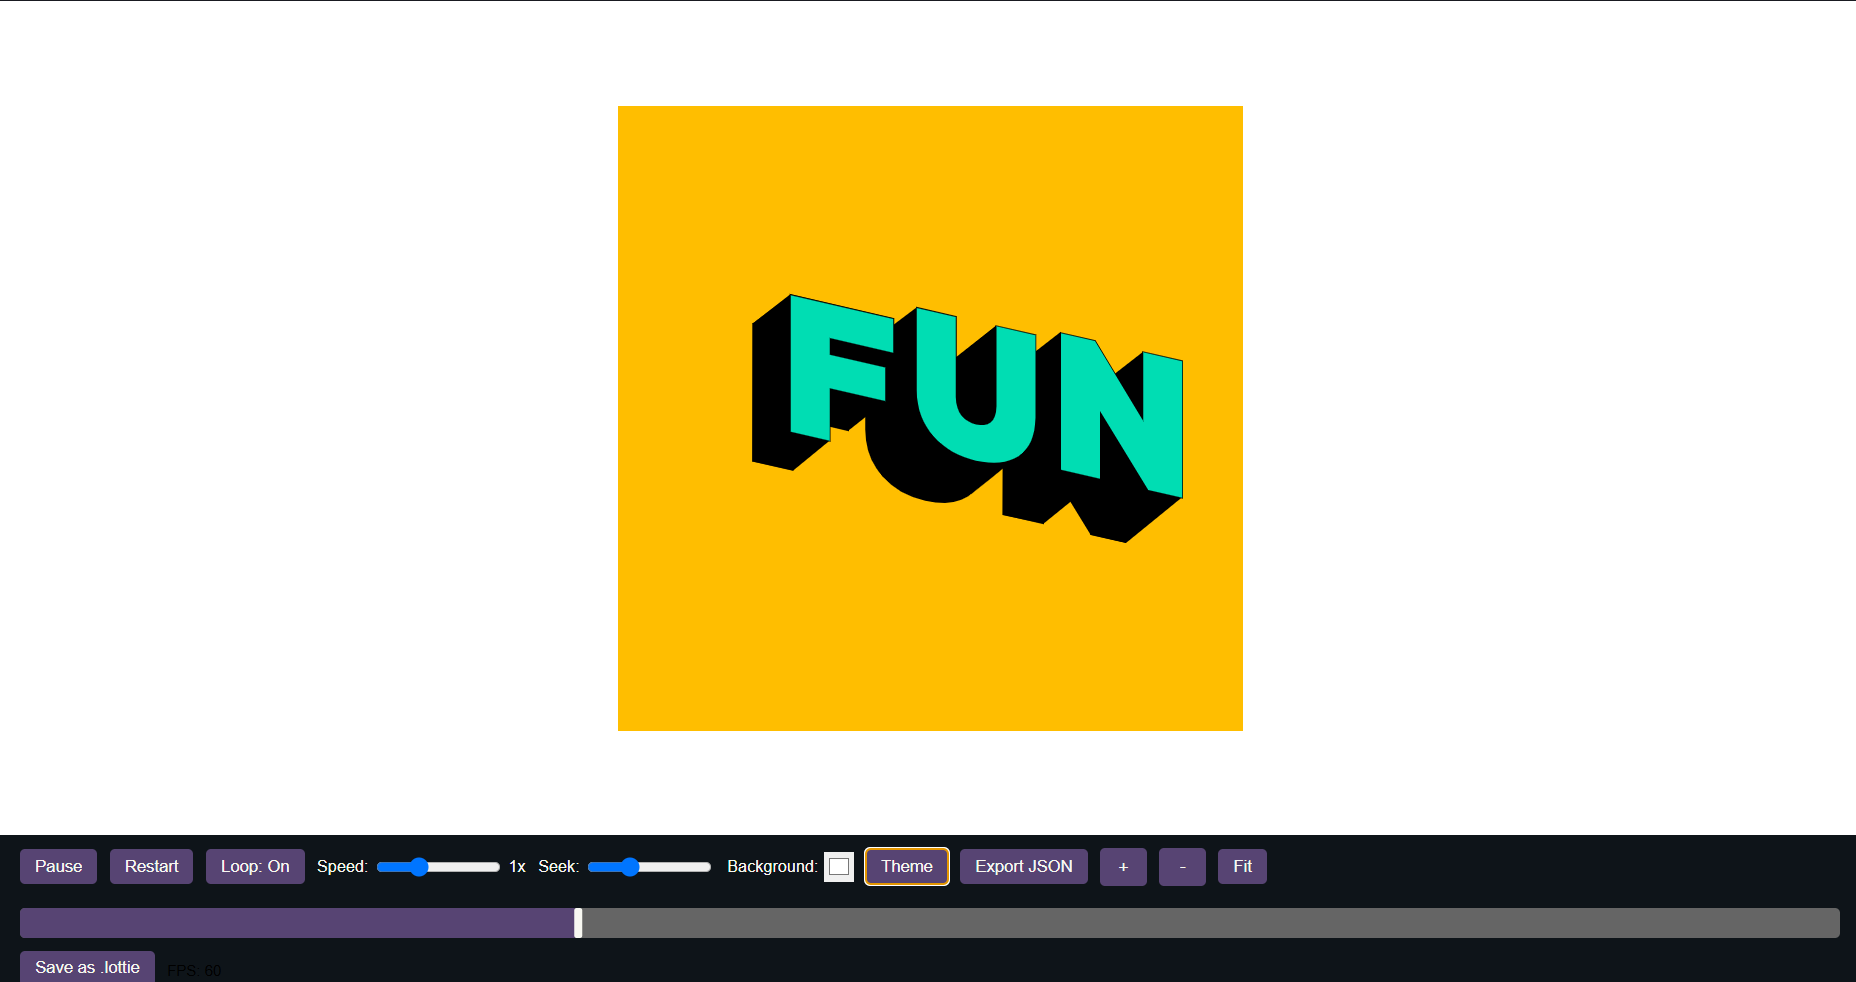 FUN
Pause Restart Loop: On Speed: 1x Seek: Background: Theme Export JSON + - Fit
Save as .lottie FPS: 60